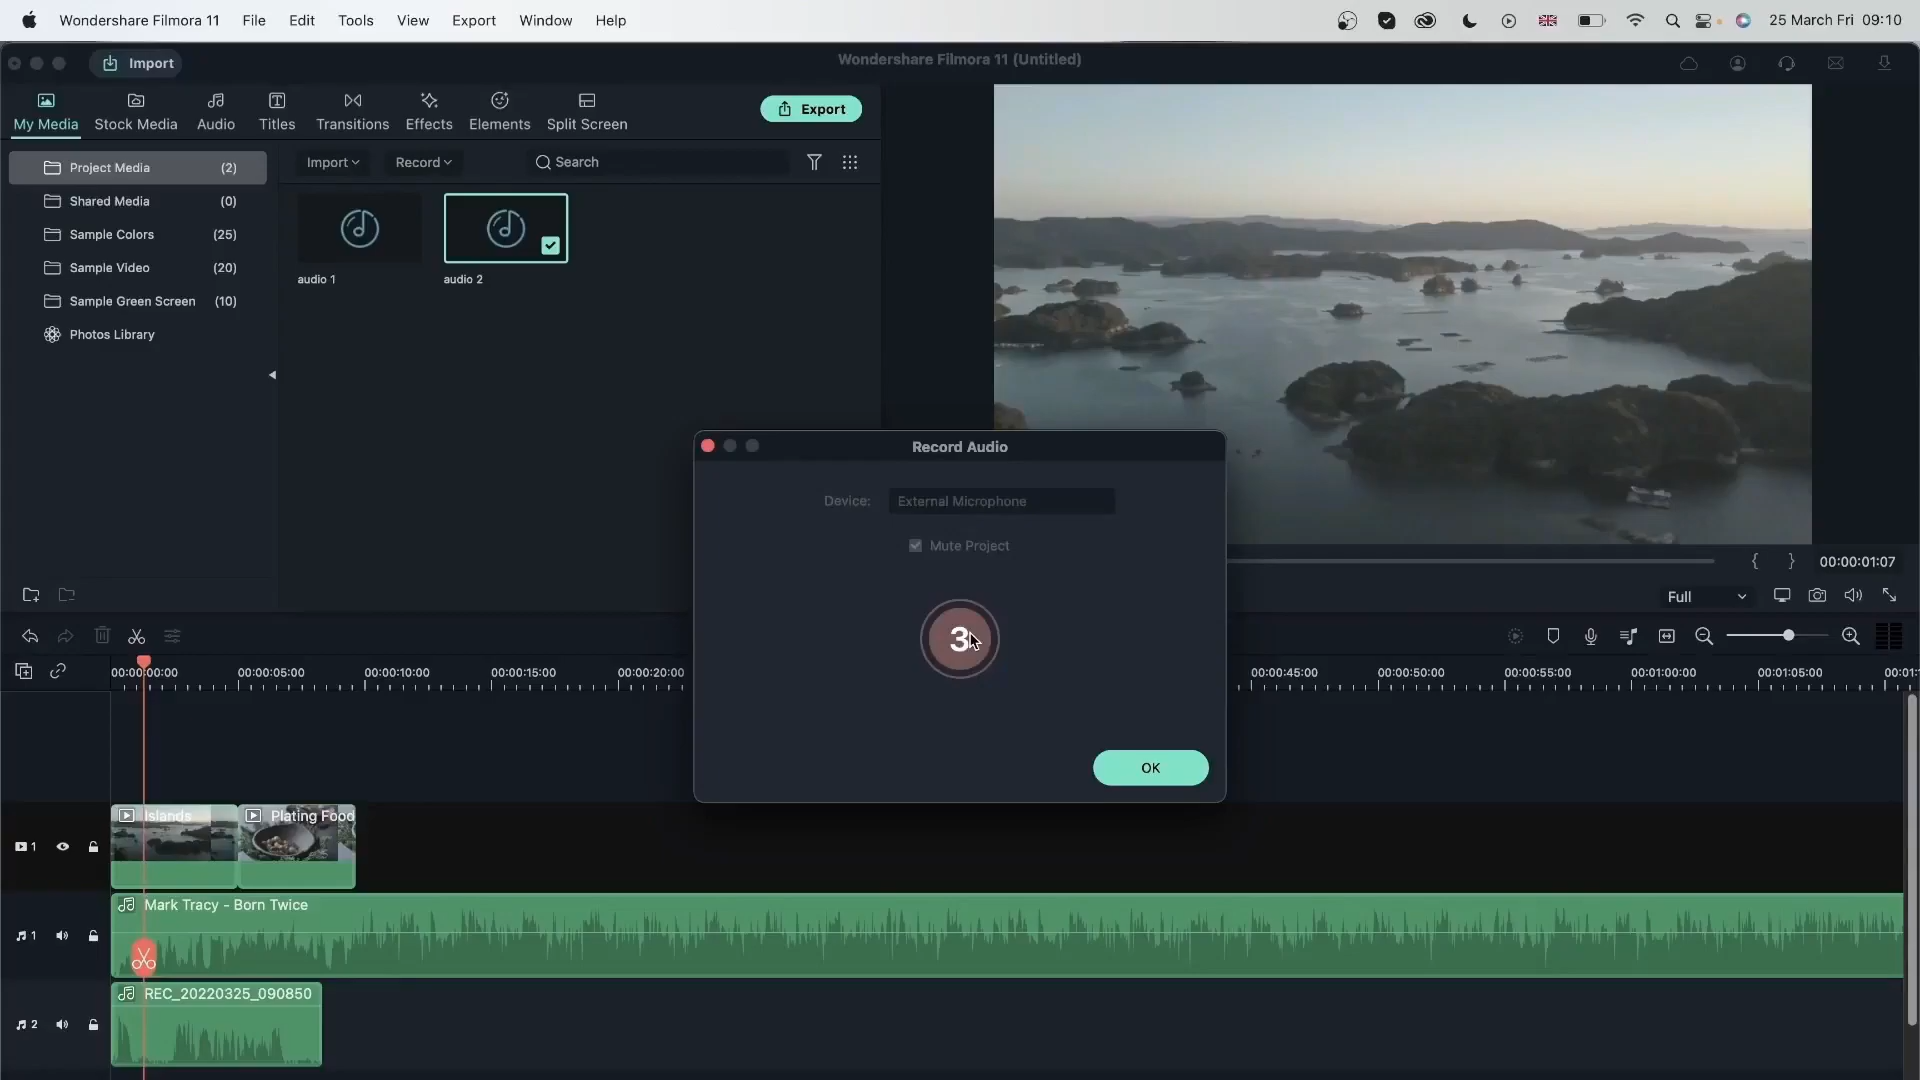 Wondershare Filmora 11 File Edit Tools View Export Window Help 25 March Fri 09:10
Import Wondershare Filmora 11 (Untitled)
My Media Stock Media Audio Titles Transitions Effects Elements Split Screen Export
Project Media (2)
Shared Media (0)
Sample Colors (25)
Sample Video (20)
Sample Green Screen (10)
Photos Library
Import Record Search
audio 1 audio 2
Record Audio
Device: External Microphone
Mute Project
3
OK
{ } 00:00:01:07
Full
00:00:00:00 00:00:05:00 00:00:10:00 00:00:15:00 00:00:20:00 00:00:45:00 00:00:50:00 00:00:55:00 00:01:00:00 00:01:05:00 00:01:
Islands Plating Food
1
Mark Tracy - Born Twice
1
REC_20220325_090850
2